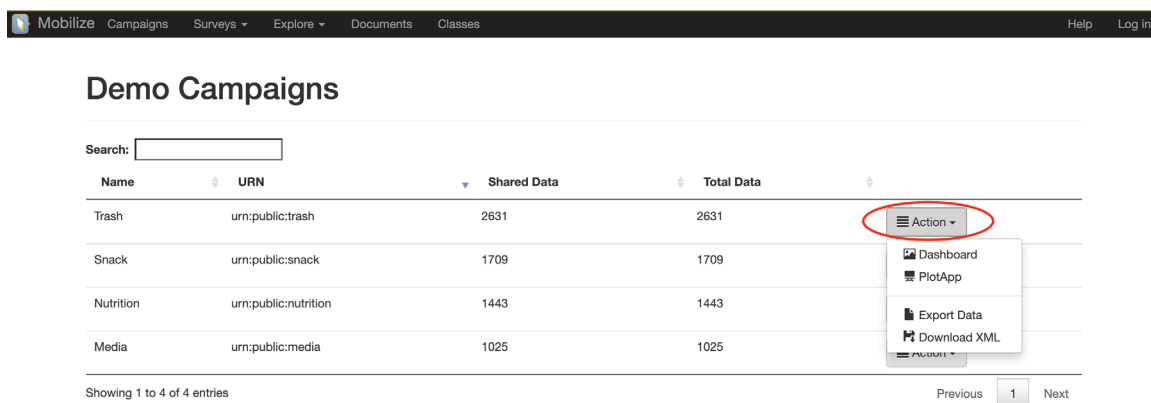 Mobilize Campaigns Surveys Explore Documents Classes Help Log in
Demo Campaigns
Search:
Name URN Shared Data Total Data
Trash urn:public:trash 2631 2631 Action
Dashboard
Snack urn:public:snack 1709 1709
PlotApp
Nutrition urn:public:nutrition 1443 1443
Export Data
Download XML
Media urn:public:media 1025 1025 Action
Showing 1 to 4 of 4 entries Previous 1 Next